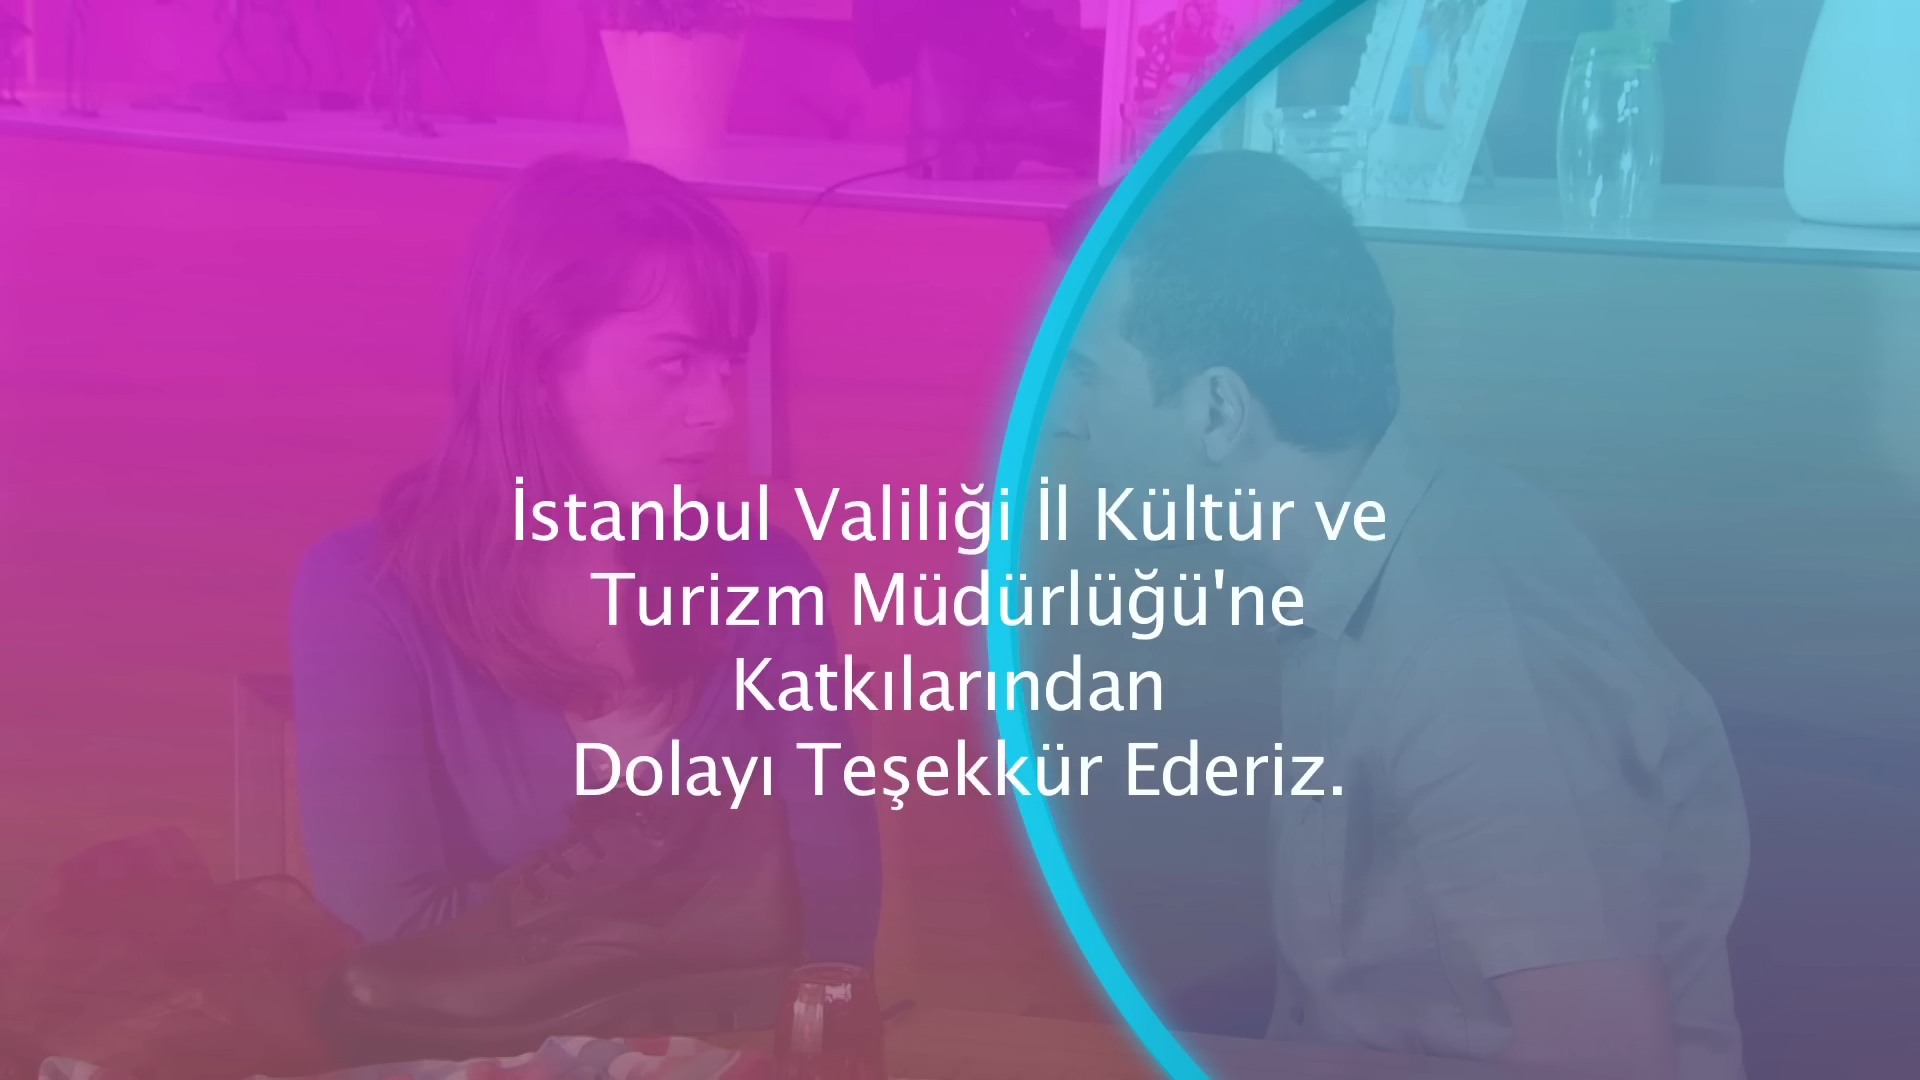 İstanbul Valiliği İl Kültür ve
Turizm Müdürlüğü'ne
Katkılarından
Dolayı Teşekkür Ederiz.